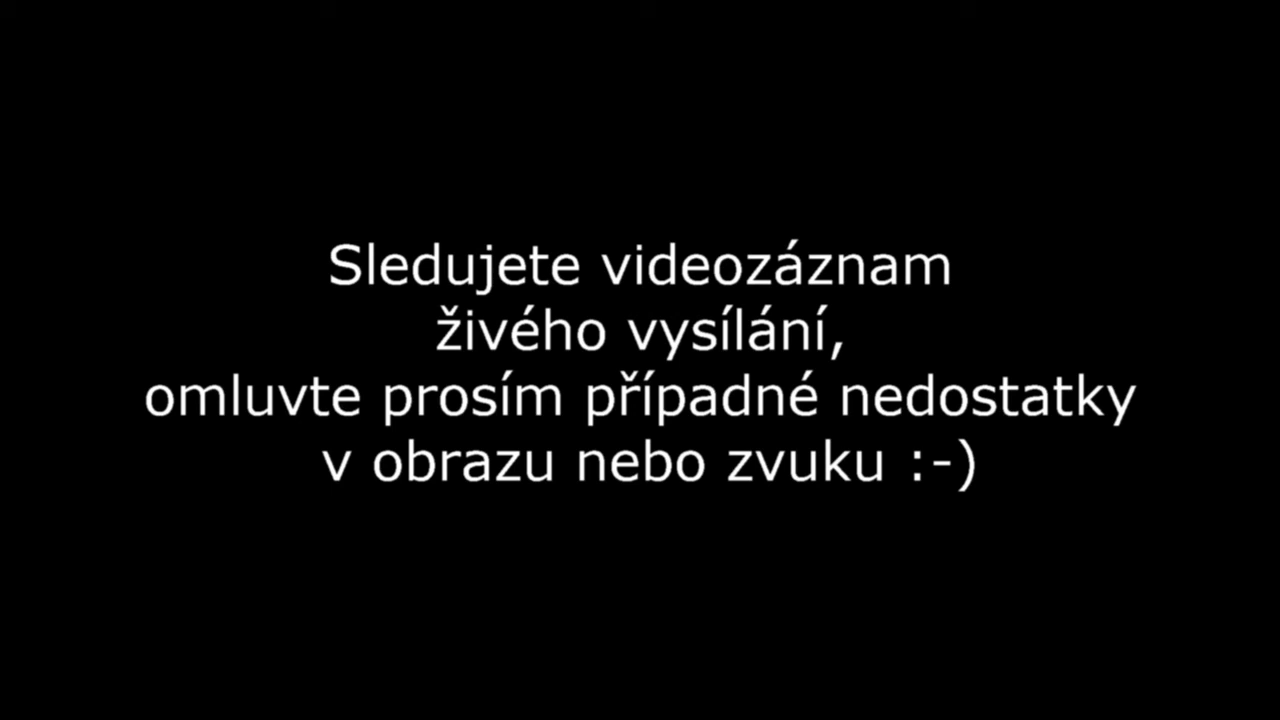 Sledujete videozáznam
živého vysílání,
omluvte prosím případné nedostatky
v obrazu nebo zvuku :-)